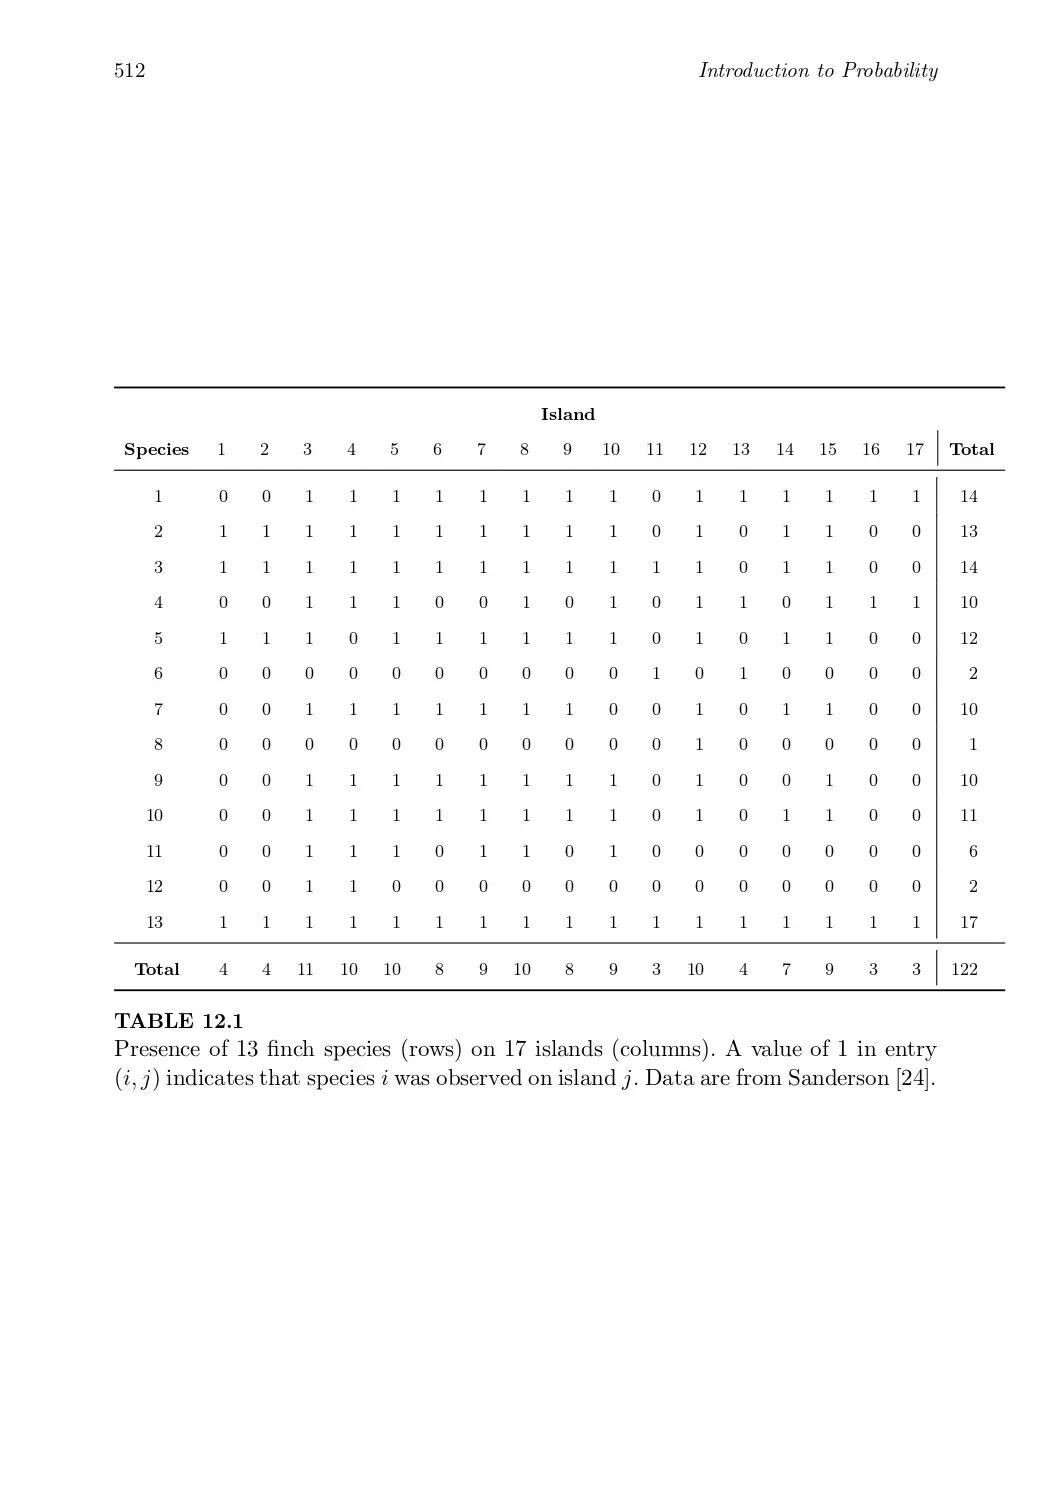 512 Introduction to Probability
Island
Species 1 2 3 4 5 6 7 8 9 10 11 12 13 14 15 16 17 Total
1 0 0 1 1 1 1 1 1 1 1 0 1 1 1 1 1 1 14
2 1 1 1 1 1 1 1 1 1 1 0 1 0 1 1 0 0 13
3 1 1 1 1 1 1 1 1 1 1 1 1 0 1 1 0 0 14
4 0 0 1 1 1 0 0 1 0 1 0 1 1 0 1 1 1 10
5 1 1 1 0 1 1 1 1 1 1 0 1 0 1 1 0 0 12
6 0 0 0 0 0 0 0 0 0 0 1 0 1 0 0 0 0 2
7 0 0 1 1 1 1 1 1 1 0 0 1 0 1 1 0 0 10
8 0 0 0 0 0 0 0 0 0 0 0 1 0 0 0 0 0 1
9 0 0 1 1 1 1 1 1 1 1 0 1 0 0 1 0 0 10
10 0 0 1 1 1 1 1 1 1 1 0 1 0 1 1 0 0 11
11 0 0 1 1 1 0 1 1 0 1 0 0 0 0 0 0 0 6
12 0 0 1 1 0 0 0 0 0 0 0 0 0 0 0 0 0 2
13 1 1 1 1 1 1 1 1 1 1 1 1 1 1 1 1 1 17
Total 4 4 11 10 10 8 9 10 8 9 3 10 4 7 9 3 3 122
TABLE 12.1
Presence of 13 finch species (rows) on 17 islands (columns). A value of 1 in entry
(i, j) indicates that species i was observed on island j. Data are from Sanderson [24].